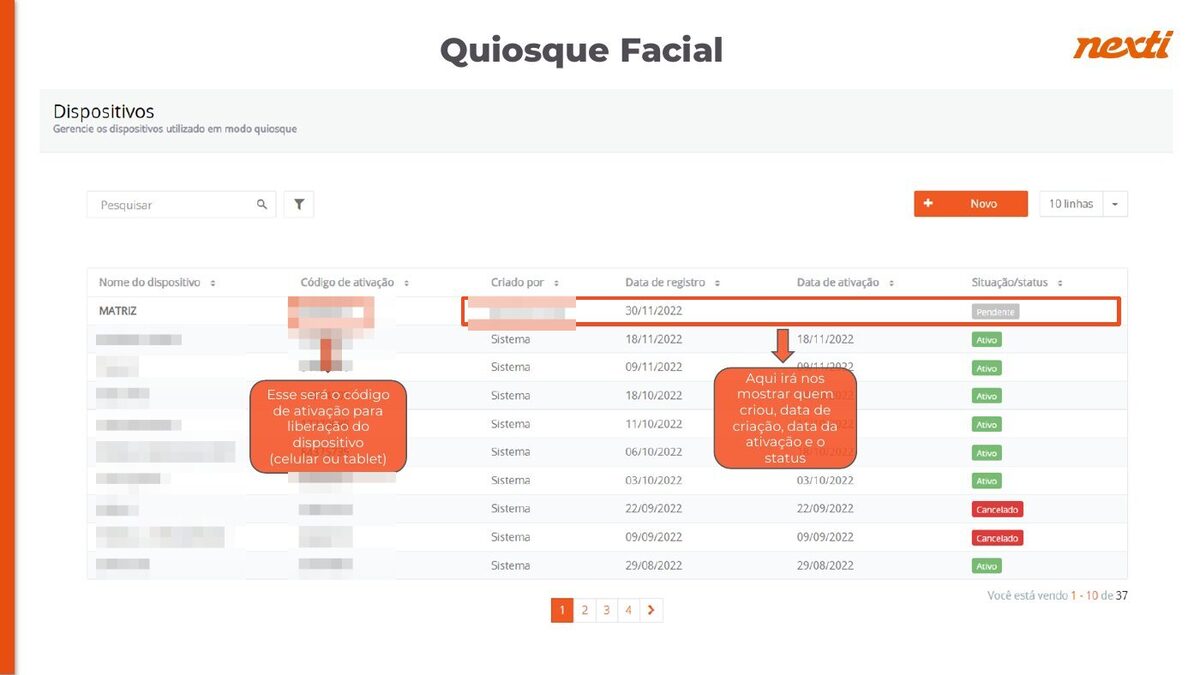 Quiosque Facial
nexti
Dispositivos
Gerencie os dispositivos utilizado em modo quiosque
Pesquisar
+ Novo
10 linhas
Nome do dispositivo Código de ativação Criado por Data de registro Data de ativação Situação/status
MATRIZ 30/11/2022 Pendente
Sistema 18/11/2022 18/11/2022 Ativo
Sistema 09/11/2022 09/11/2022 Ativo
Sistema 18/10/2022 Ativo
Sistema 11/10/2022 Ativo
Sistema 06/10/2022 Ativo
Sistema 03/10/2022 03/10/2022 Ativo
Sistema 22/09/2022 22/09/2022 Cancelado
Sistema 09/09/2022 09/09/2022 Cancelado
Sistema 29/08/2022 29/08/2022 Ativo
Esse será o código
de ativação para
liberação do
dispositivo
(celular ou tablet)
Aqui irá nos
mostrar quem
criou, data de
criação, data da
ativação e o
status
Você está vendo 1 - 10 de 37
1 2 3 4